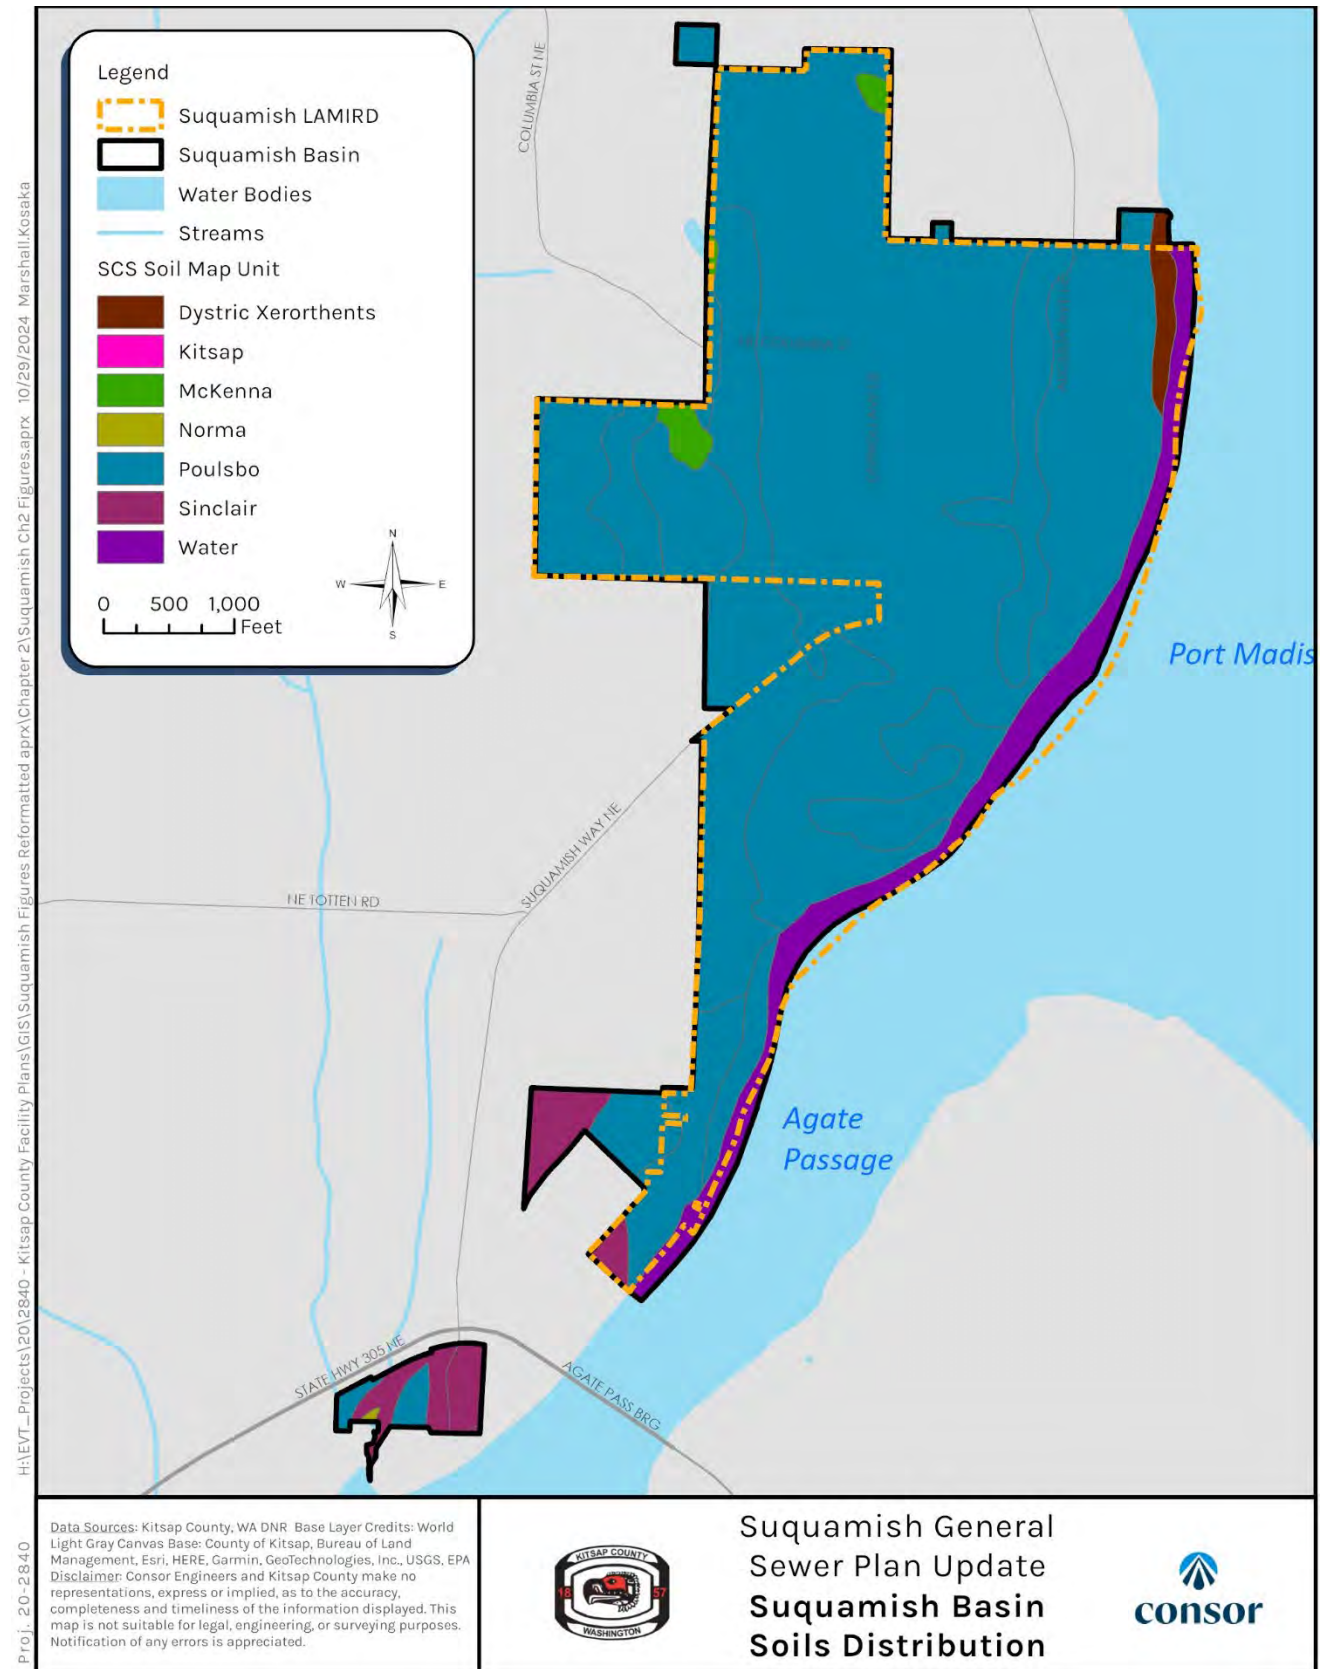 Legend
Suquamish LAMIRD
Suquamish Basin
Water Bodies
Streams
SCS Soil Map Unit
Dystric Xerorthents
Kitsap
McKenna
Norma
Poulsbo
Sinclair
Water
N
W
E
S
0 500 1,000
Feet
COLUMBIA ST NE
Port Madis
SUQUAMISH WAY NE
NE TOTTEN RD
Agate
Passage
STATE HWY 305 NE
AGATE PASS BRG
H:\EVT_Projects\20\2840 - Kitsap County Facility Plans\GIS\Suquamish Figures Reformatted aprx\Chapter 2\Suquamish Ch2 Figures.aprx 10/29/2024 Marshall.Kosaka
Proj. 20-2840
Data Sources: Kitsap County, WA DNR Base Layer Credits: World
Light Gray Canvas Base: County of Kitsap, Bureau of Land
Management, Esri, HERE, Garmin, GeoTechnologies, Inc., USGS, EPA
Disclaimer: Consor Engineers and Kitsap County make no
representations, express or implied, as to the accuracy,
completeness and timeliness of the information displayed. This
map is not suitable for legal, engineering, or surveying purposes.
Notification of any errors is appreciated.
KITSAP COUNTY
18 57
WASHINGTON
Suquamish General
Sewer Plan Update
Suquamish Basin
Soils Distribution
consor